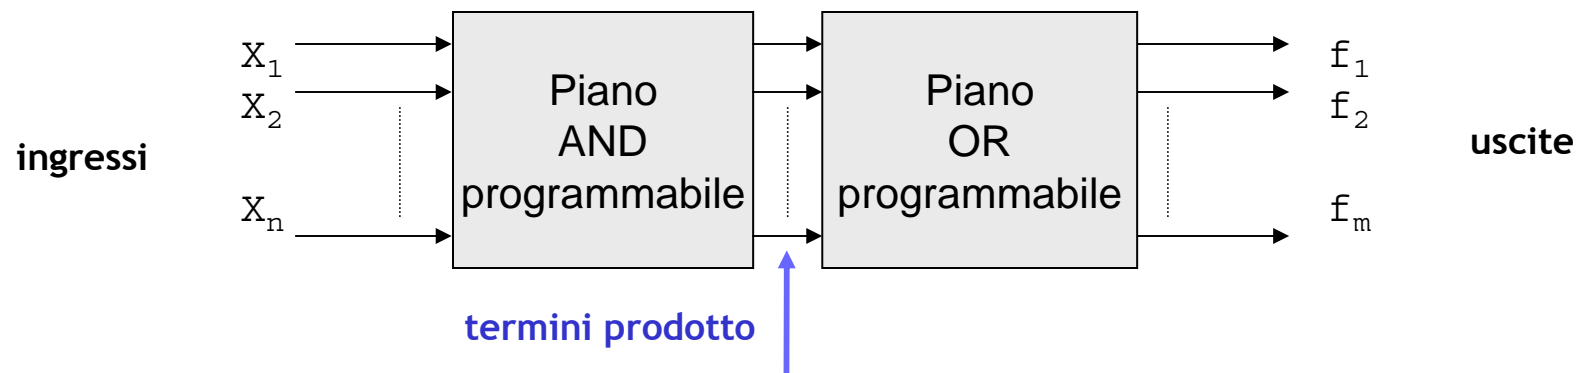 ingressi
X1
X2
Xn
Piano
AND
programmabile
Piano
OR
programmabile
f1
f2
fm
uscite
termini prodotto